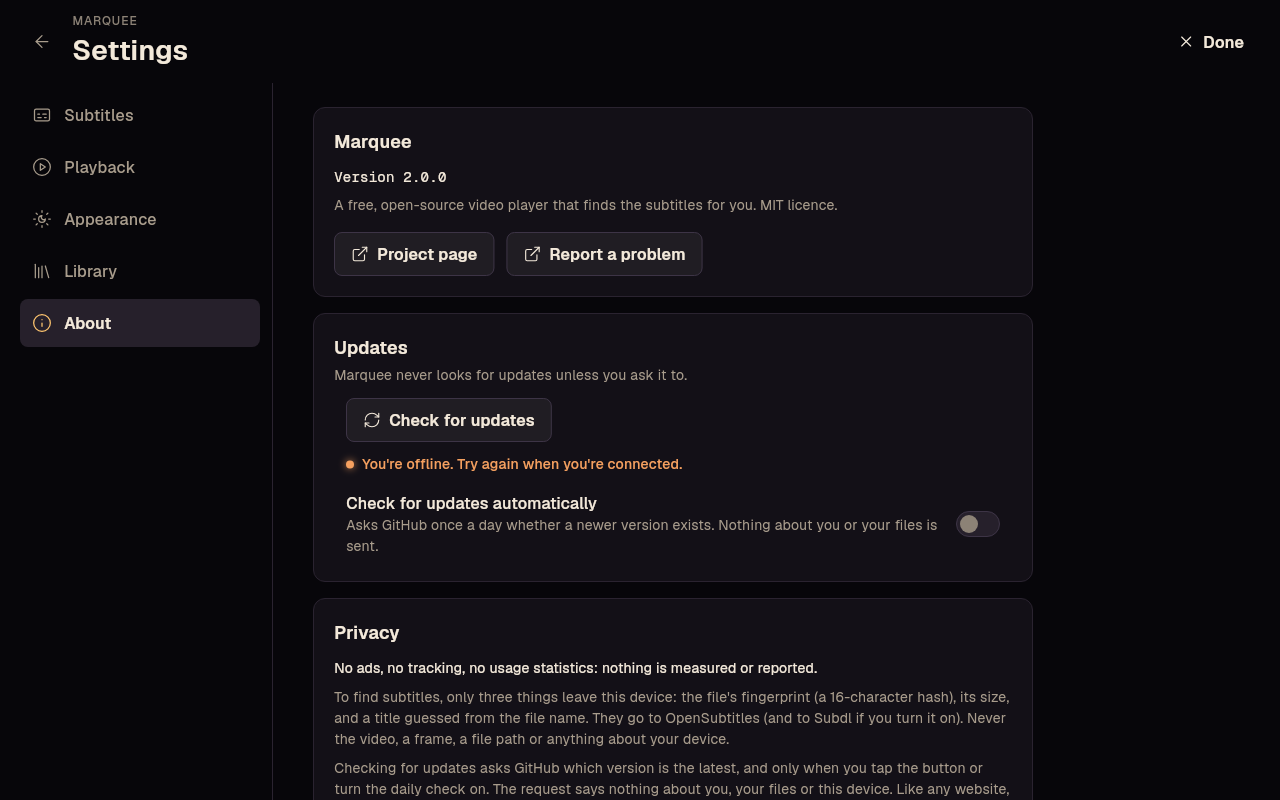 MARQUEE
Settings
Done
Subtitles
Playback
Appearance
Library
About
Marquee
Version 2.0.0
A free, open-source video player that finds the subtitles for you. MIT licence.
Project page
Report a problem
Updates
Marquee never looks for updates unless you ask it to.
Check for updates
You're offline. Try again when you're connected.
Check for updates automatically
Asks GitHub once a day whether a newer version exists. Nothing about you or your files is
sent.
Privacy
No ads, no tracking, no usage statistics: nothing is measured or reported.
To find subtitles, only three things leave this device: the file's fingerprint (a 16-character hash), its size,
and a title guessed from the file name. They go to OpenSubtitles (and to Subdl if you turn it on). Never
the video, a frame, a file path or anything about your device.
Checking for updates asks GitHub which version is the latest, and only when you tap the button or
turn the daily check on. The request says nothing about you, your files or this device. Like any website,